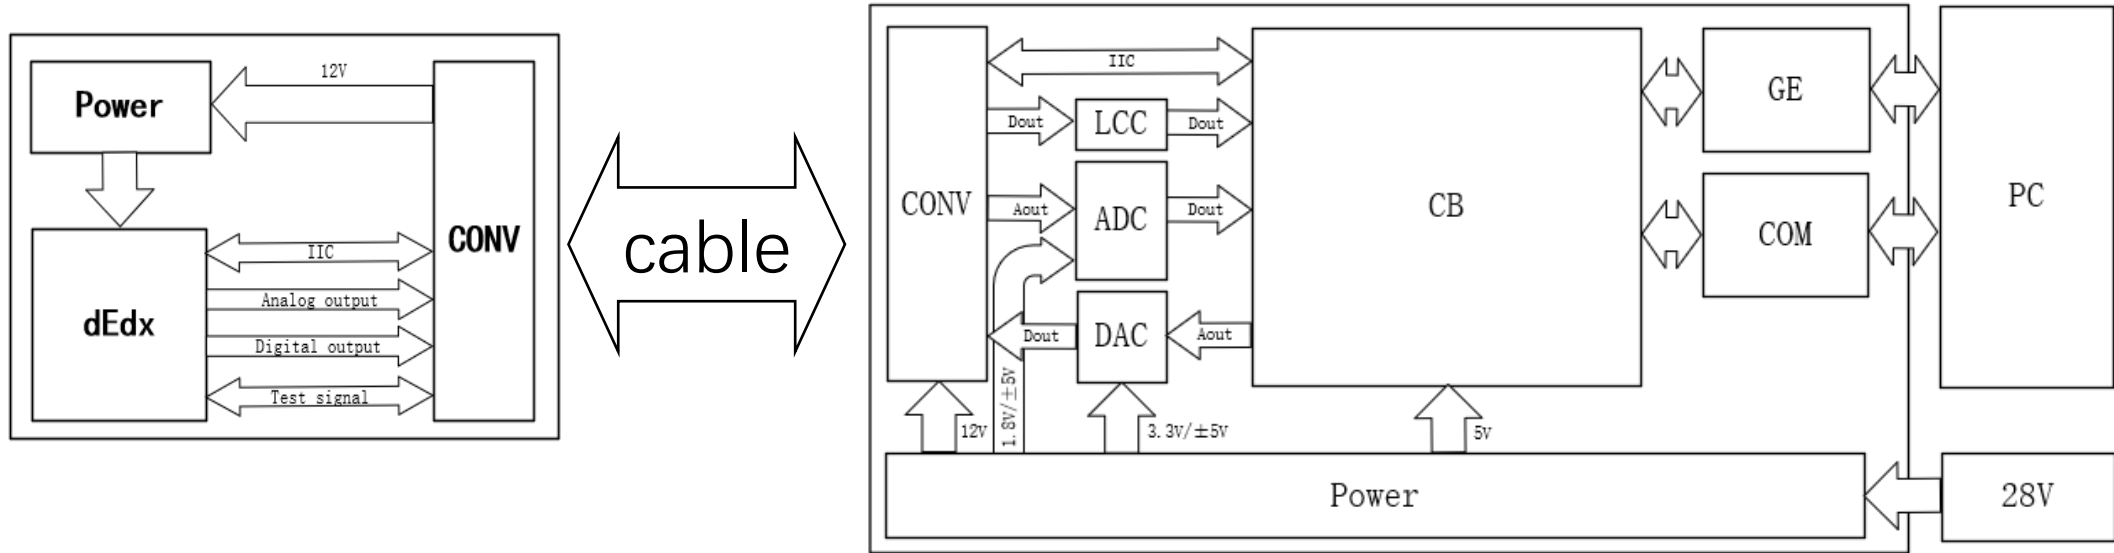 12V
Power
CONV
IIC
Analog output
dEdx
Digital output
Test signal
cable
IIC
Dout
LCC
Dout
CONV
Aout
ADC
Dout
CB
GE
COM
PC
Dout
DAC
Aout
12V
1.8V/±5V
3.3V/±5V
5V
Power
28V